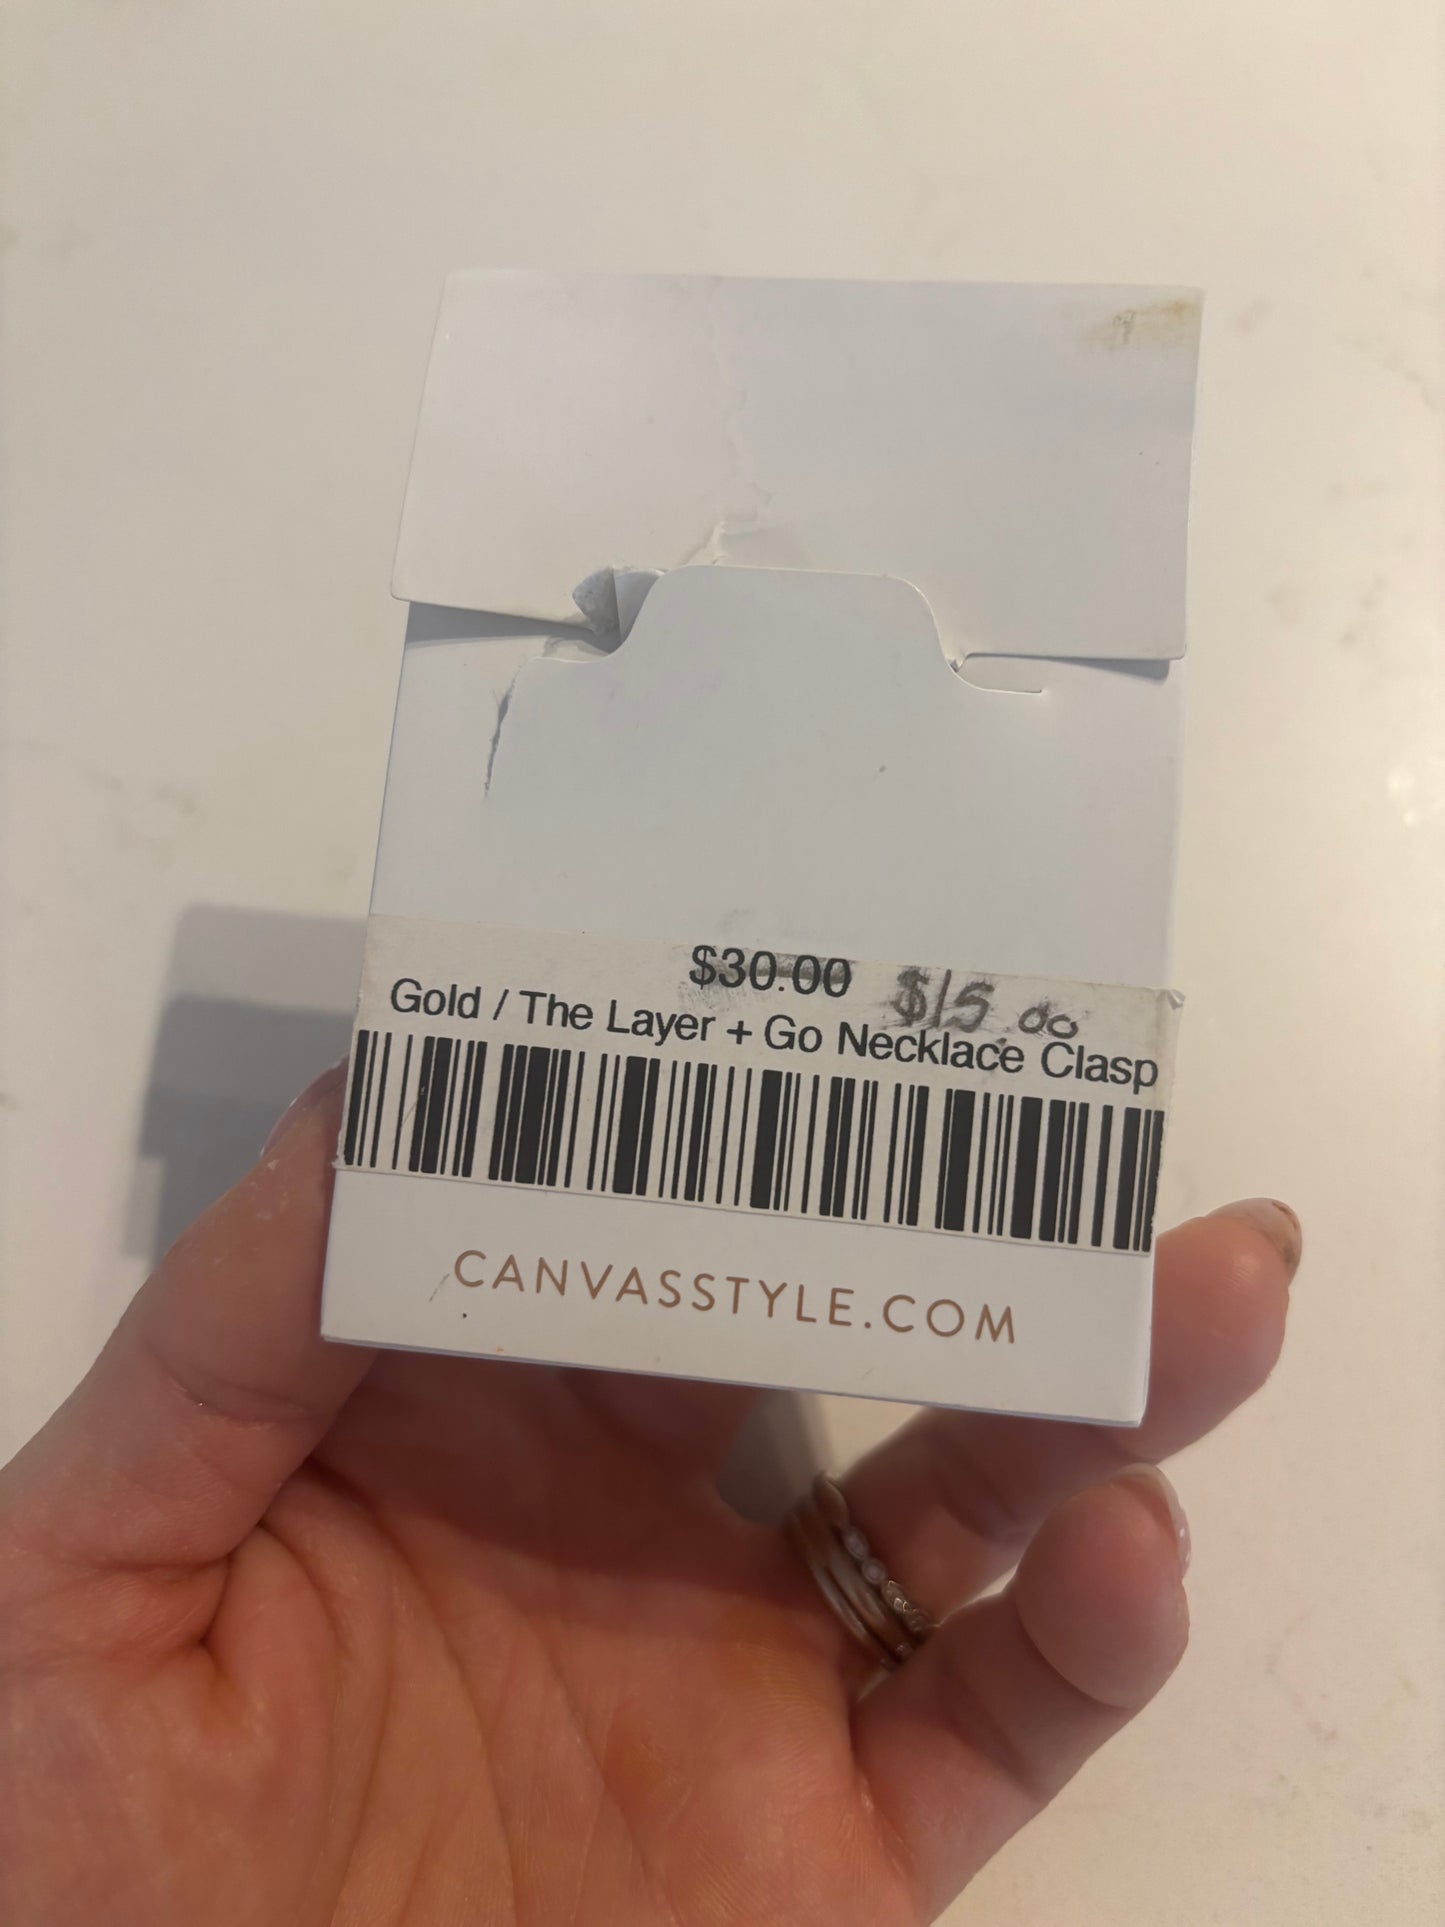 $30.00 $15.00
Gold / The Layer + Go Necklace Clasp
CANVASSTYLE.COM